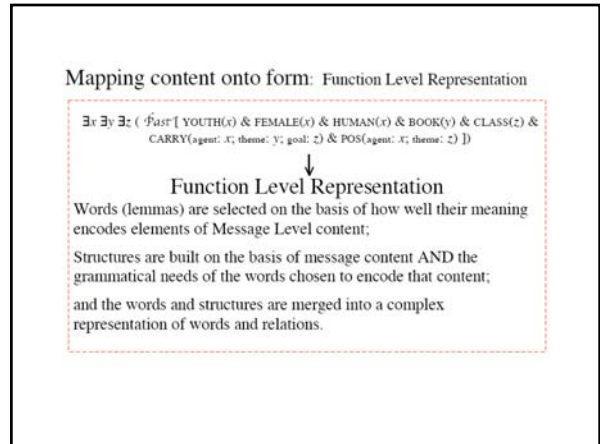 Mapping content onto form: Function Level Representation
∃x ∃y ∃z ( Past [ YOUTH(x) & FEMALE(x) & HUMAN(x) & BOOK(y) & CLASS(z) &
CARRY(agent: x; theme: y; goal: z) & POS(agent: x; theme: z) ])
↓
Function Level Representation
Words (lemmas) are selected on the basis of how well their meaning
encodes elements of Message Level content;
Structures are built on the basis of message content AND the
grammatical needs of the words chosen to encode that content;
and the words and structures are merged into a complex
representation of words and relations.